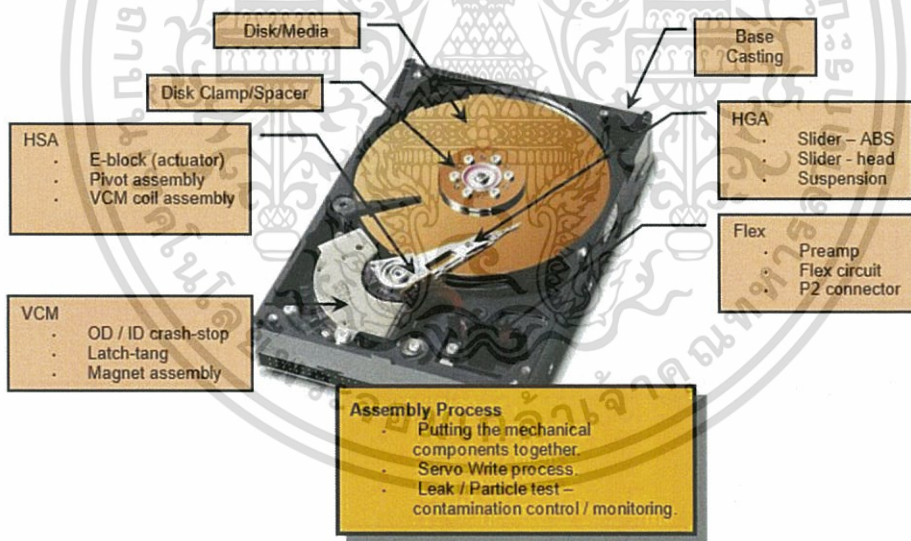 Disk/Media
Base
Casting
Disk Clamp/Spacer
HSA
· E-block (actuator)
· Pivot assembly
· VCM coil assembly
HGA
· Slider – ABS
· Slider - head
· Suspension
Flex
· Preamp
· Flex circuit
· P2 connector
VCM
· OD / ID crash-stop
· Latch-tang
· Magnet assembly
Assembly Process
· Putting the mechanical
components together.
· Servo Write process.
· Leak / Particle test –
contamination control / monitoring.